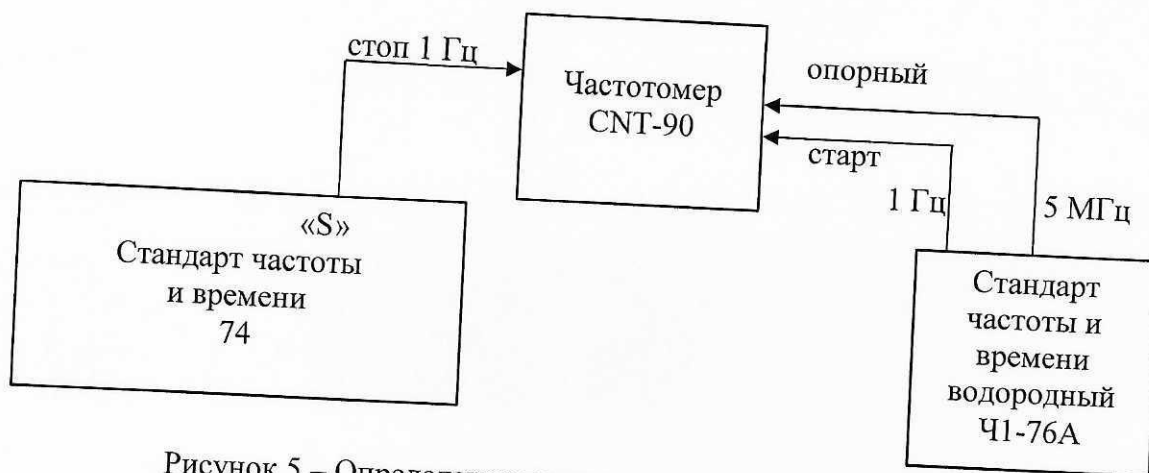 стоп 1 Гц
Частотомер
CNT-90
опорный
старт
1 Гц
5 МГц
«S»
Стандарт частоты
и времени
74
Стандарт
частоты и
времени
водородный
Ч1-76А
Рисунок 5 –